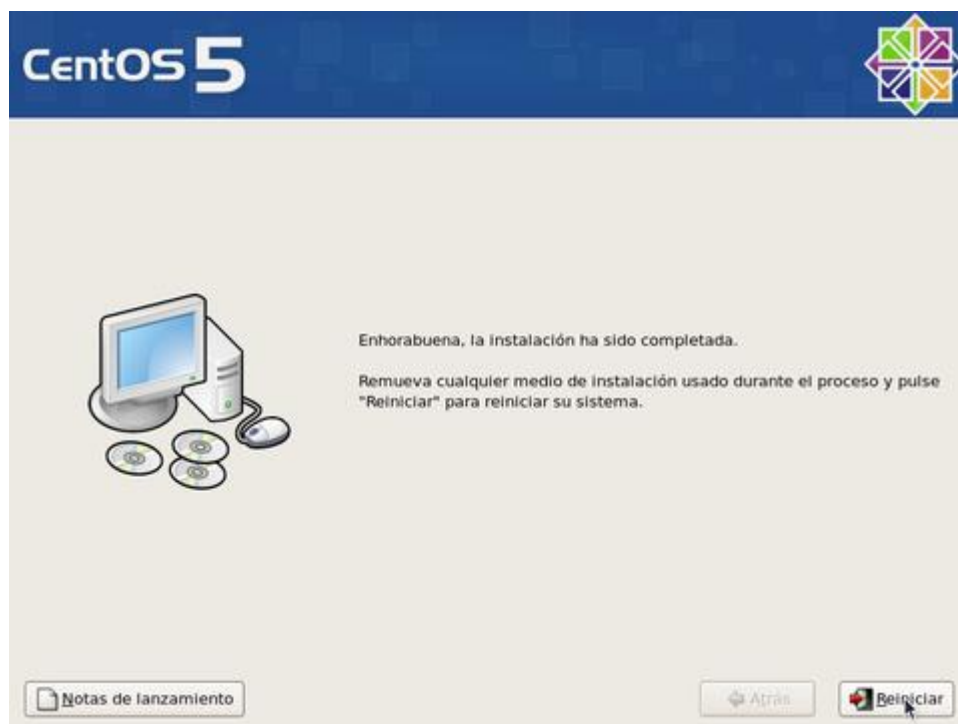 CentOS 5
Enhorabuena, la instalación ha sido completada.
Remueva cualquier medio de instalación usado durante el proceso y pulse
"Reiniciar" para reiniciar su sistema.
Notas de lanzamiento
Atrás
Reiniciar